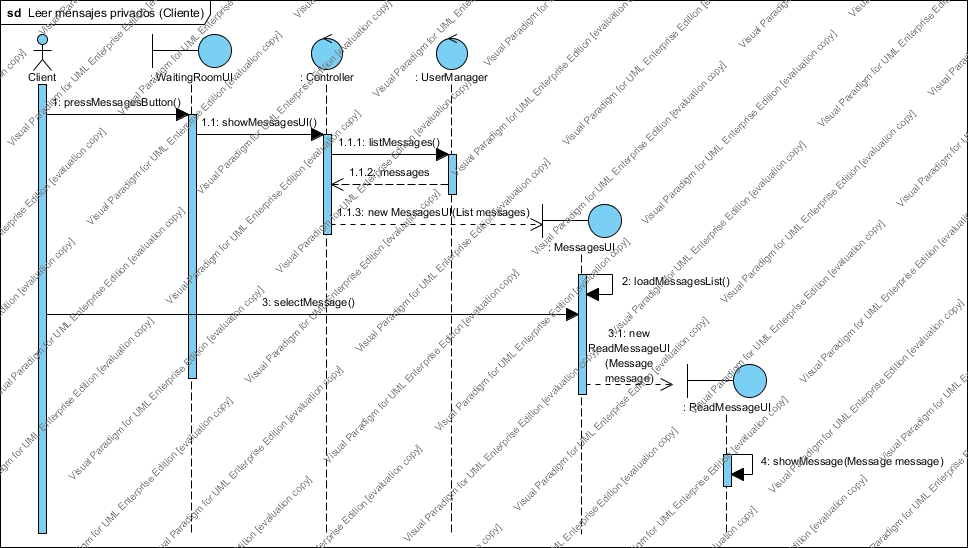 sd Leer mensajes privados (Cliente)
Client
: WaitingRoomUI
: Controller
: UserManager
1: pressMessagesButton()
1.1: showMessagesUI()
1.1.1: listMessages()
1.1.2: messages
1.1.3: new MessagesUI(List messages)
: MessagesUI
2: loadMessagesList()
3: selectMessage()
3.1: new
ReadMessageUI
(Message
message)
: ReadMessageUI
4: showMessage(Message message)
Visual Paradigm for UML Enterprise Edition [evaluation copy]